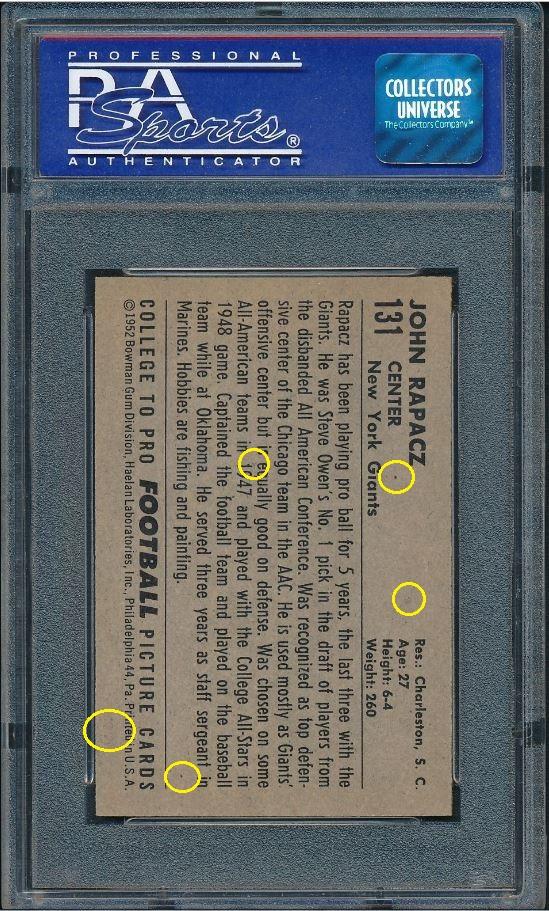 PROFESSIONAL
PSA
Sports®
AUTHENTICATOR
COLLECTORS
UNIVERSE
The Collectors Company™
JOHN RAPACZ
131 CENTER
New York Giants
Res.: Charleston, S. C.
Age: 27
Height: 6-4
Weight: 260
Rapacz has been playing pro ball for 5 years, the last three with the
Giants. He was Steve Owen's No. 1 pick in the draft of players from
the disbanded All American Conference. Was recognized as top defen-
sive center of the Chicago team in the AAC. He is used mostly as Giants'
offensive center but is equally good on defense. Was chosen on some
All-American teams in 1947 and played with the College All-Stars in
1948 game. Captained the football team and played on the baseball
team while at Oklahoma. He served three years as staff sergeant in
Marines. Hobbies are fishing and painting.
COLLEGE TO PRO FOOTBALL PICTURE CARDS
©1952 Bowman Gum Division, Haelan Laboratories, Inc., Philadelphia 44, Pa. Printed in U.S.A.